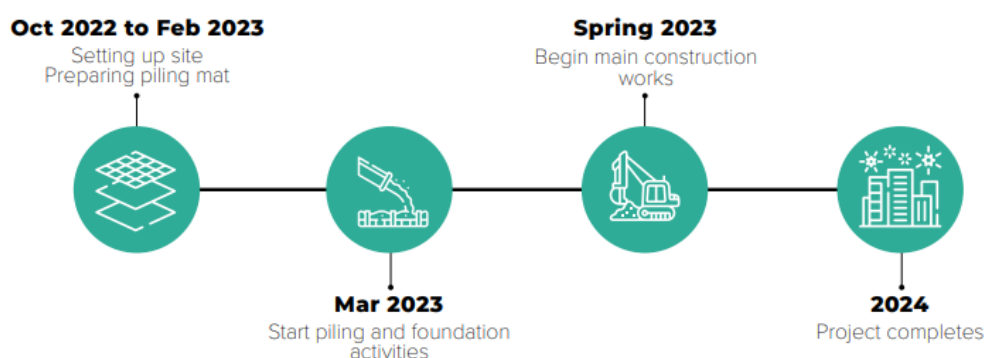 Oct 2022 to Feb 2023
Setting up site
Preparing piling mat
Mar 2023
Start piling and foundation
activities
Spring 2023
Begin main construction
works
2024
Project completes